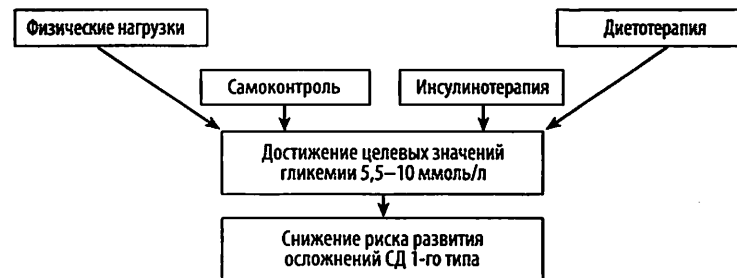 Физические нагрузки
Диетотерапия
Самоконтроль
Инсулинотерапия
Достижение целевых значений
гликемии 5,5–10 ммоль/л
Снижение риска развития
осложнений СД 1-го типа